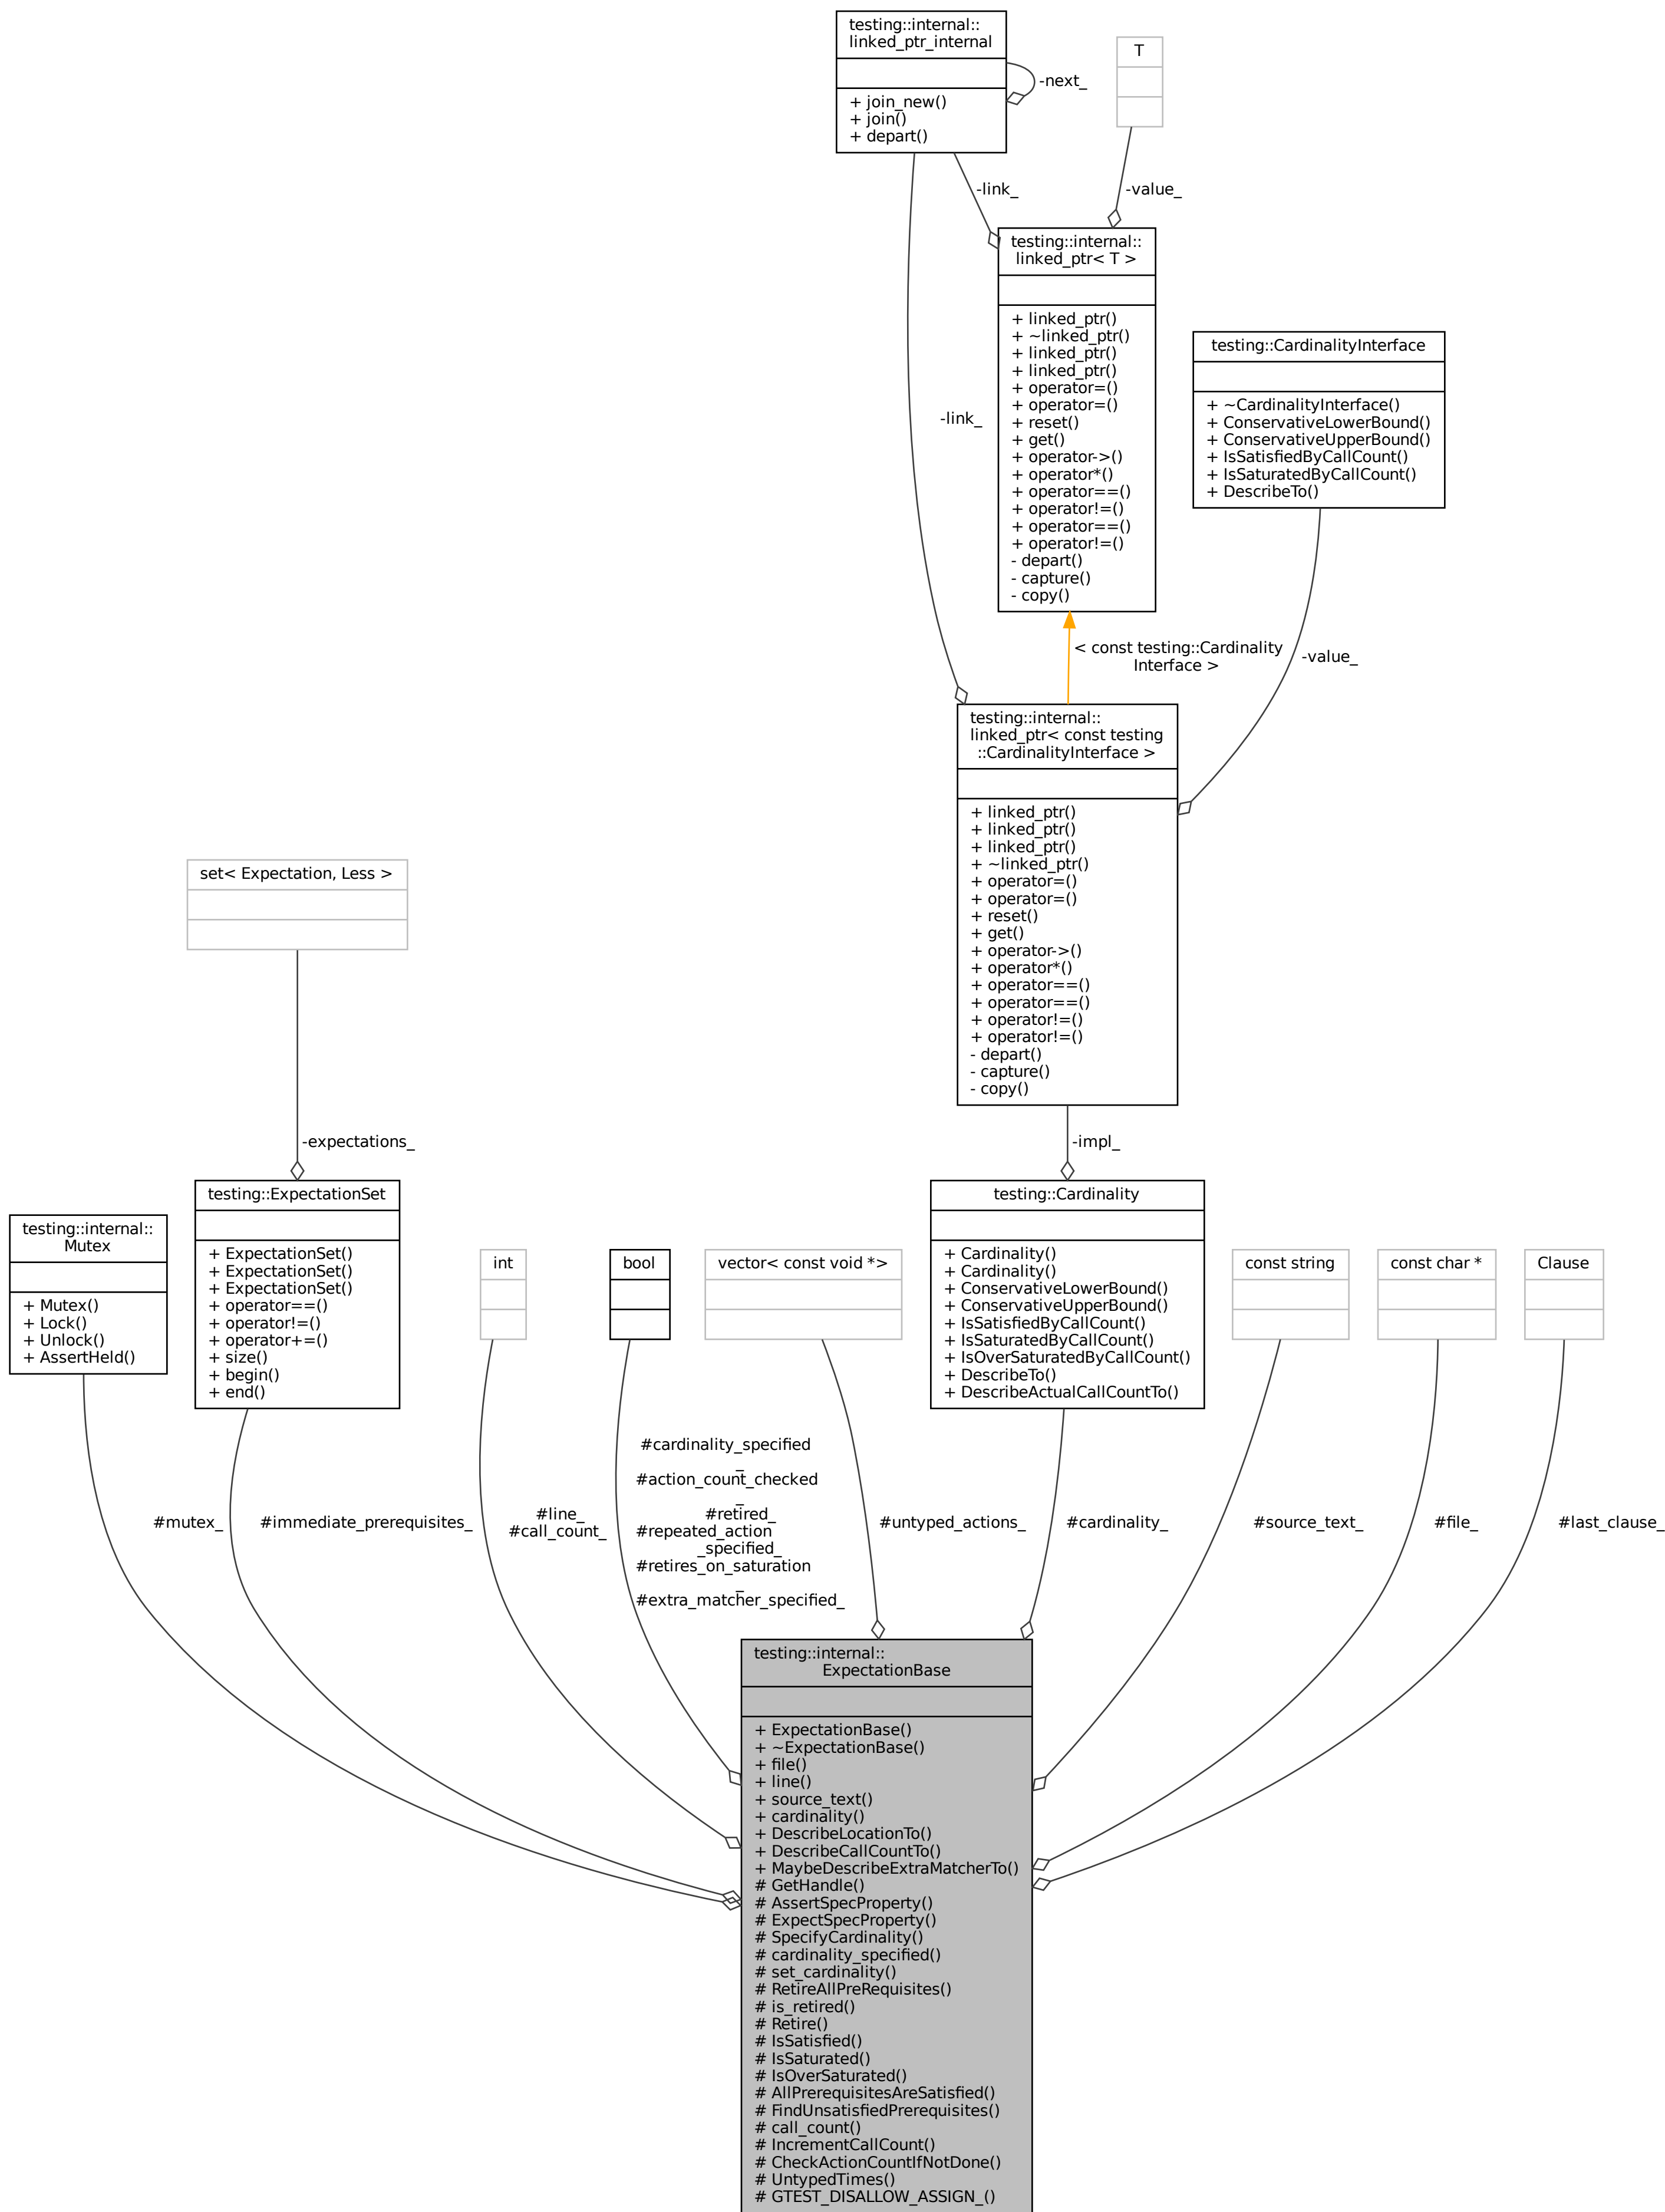 testing::internal::
linked_ptr_internal
+ join_new()
+ join()
+ depart()
-next_
T
-link_
-value_
testing::internal::
linked_ptr< T >
+ linked_ptr()
+ ~linked_ptr()
+ linked_ptr()
+ linked_ptr()
+ operator=()
+ operator=()
+ reset()
+ get()
+ operator->()
+ operator*()
+ operator==()
+ operator!=()
+ operator==()
+ operator!=()
- depart()
- capture()
- copy()
testing::CardinalityInterface
+ ~CardinalityInterface()
+ ConservativeLowerBound()
+ ConservativeUpperBound()
+ IsSatisfiedByCallCount()
+ IsSaturatedByCallCount()
+ DescribeTo()
-link_
< const testing::Cardinality
Interface >
-value_
testing::internal::
linked_ptr< const testing
::CardinalityInterface >
+ linked_ptr()
+ linked_ptr()
+ linked_ptr()
+ ~linked_ptr()
+ operator=()
+ operator=()
+ reset()
+ get()
+ operator->()
+ operator*()
+ operator==()
+ operator==()
+ operator!=()
+ operator!=()
- depart()
- capture()
- copy()
set< Expectation, Less >
-expectations_
-impl_
testing::internal::
Mutex
+ Mutex()
+ Lock()
+ Unlock()
+ AssertHeld()
testing::ExpectationSet
+ ExpectationSet()
+ ExpectationSet()
+ ExpectationSet()
+ operator==()
+ operator!=()
+ operator+=()
+ size()
+ begin()
+ end()
int
bool
vector< const void *>
testing::Cardinality
+ Cardinality()
+ Cardinality()
+ ConservativeLowerBound()
+ ConservativeUpperBound()
+ IsSatisfiedByCallCount()
+ IsSaturatedByCallCount()
+ IsOverSaturatedByCallCount()
+ DescribeTo()
+ DescribeActualCallCountTo()
const string
const char *
Clause
#mutex_
#immediate_prerequisites_
#line_
#call_count_
#cardinality_specified
_
#action_count_checked
_
#retired_
#repeated_action
_specified_
#retires_on_saturation
_
#extra_matcher_specified_
#untyped_actions_
#cardinality_
#source_text_
#file_
#last_clause_
testing::internal::
ExpectationBase
+ ExpectationBase()
+ ~ExpectationBase()
+ file()
+ line()
+ source_text()
+ cardinality()
+ DescribeLocationTo()
+ DescribeCallCountTo()
+ MaybeDescribeExtraMatcherTo()
# GetHandle()
# AssertSpecProperty()
# ExpectSpecProperty()
# SpecifyCardinality()
# cardinality_specified()
# set_cardinality()
# RetireAllPreRequisites()
# is_retired()
# Retire()
# IsSatisfied()
# IsSaturated()
# IsOverSaturated()
# AllPrerequisitesAreSatisfied()
# FindUnsatisfiedPrerequisites()
# call_count()
# IncrementCallCount()
# CheckActionCountIfNotDone()
# UntypedTimes()
# GTEST_DISALLOW_ASSIGN_()